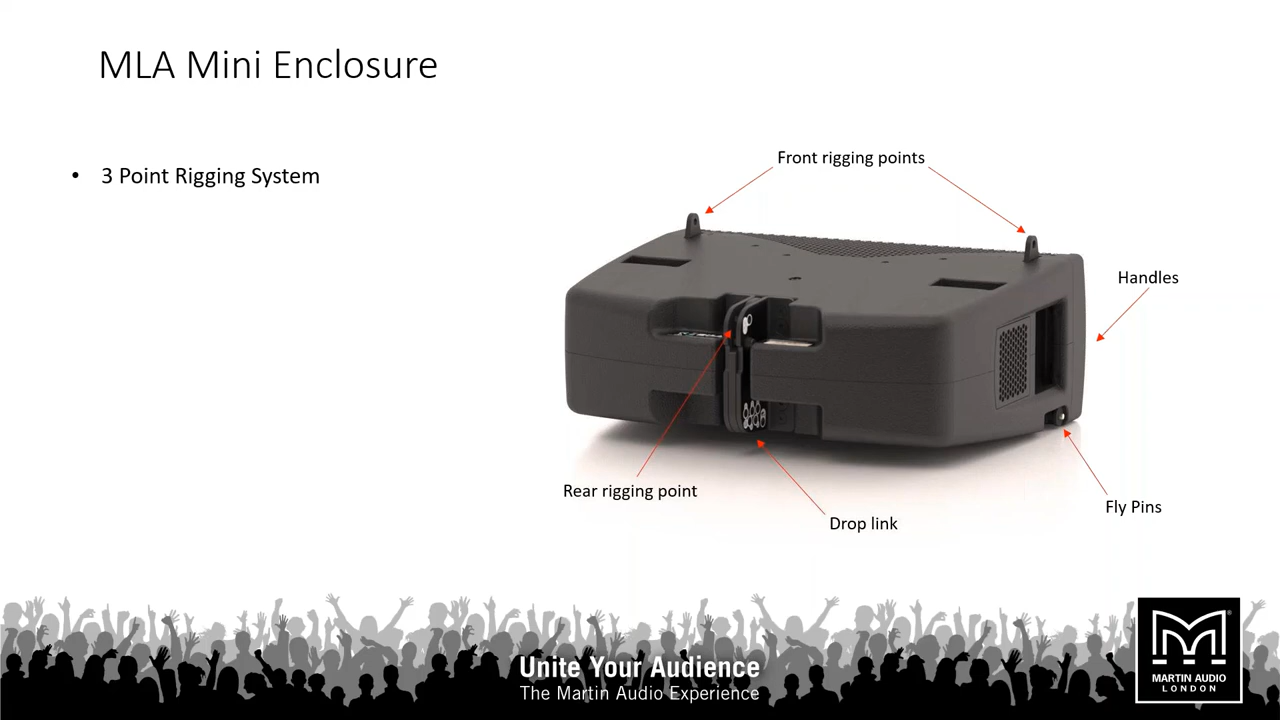 MLA Mini Enclosure
• 3 Point Rigging System
Front rigging points
Handles
Rear rigging point
Drop link
Fly Pins
Unite Your Audience
The Martin Audio Experience
®
MARTIN AUDIO
LONDON